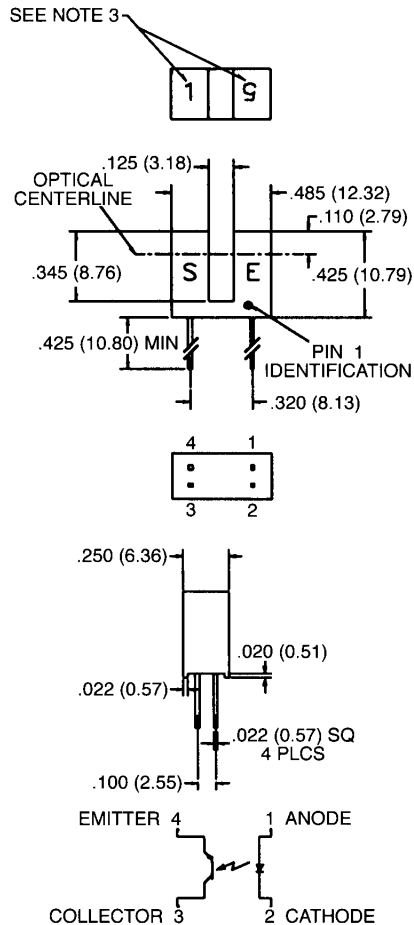 SEE NOTE 3
1 5
.125 (3.18)
OPTICAL
CENTERLINE
.485 (12.32)
.110 (2.79)
S E
.345 (8.76)
.425 (10.79)
.425 (10.80) MIN
PIN 1
IDENTIFICATION
.320 (8.13)
4 1
3 2
.250 (6.36)
.020 (0.51)
.022 (0.57)
.022 (0.57) SQ
4 PLCS
.100 (2.55)
EMITTER 4 1 ANODE
COLLECTOR 3 2 CATHODE